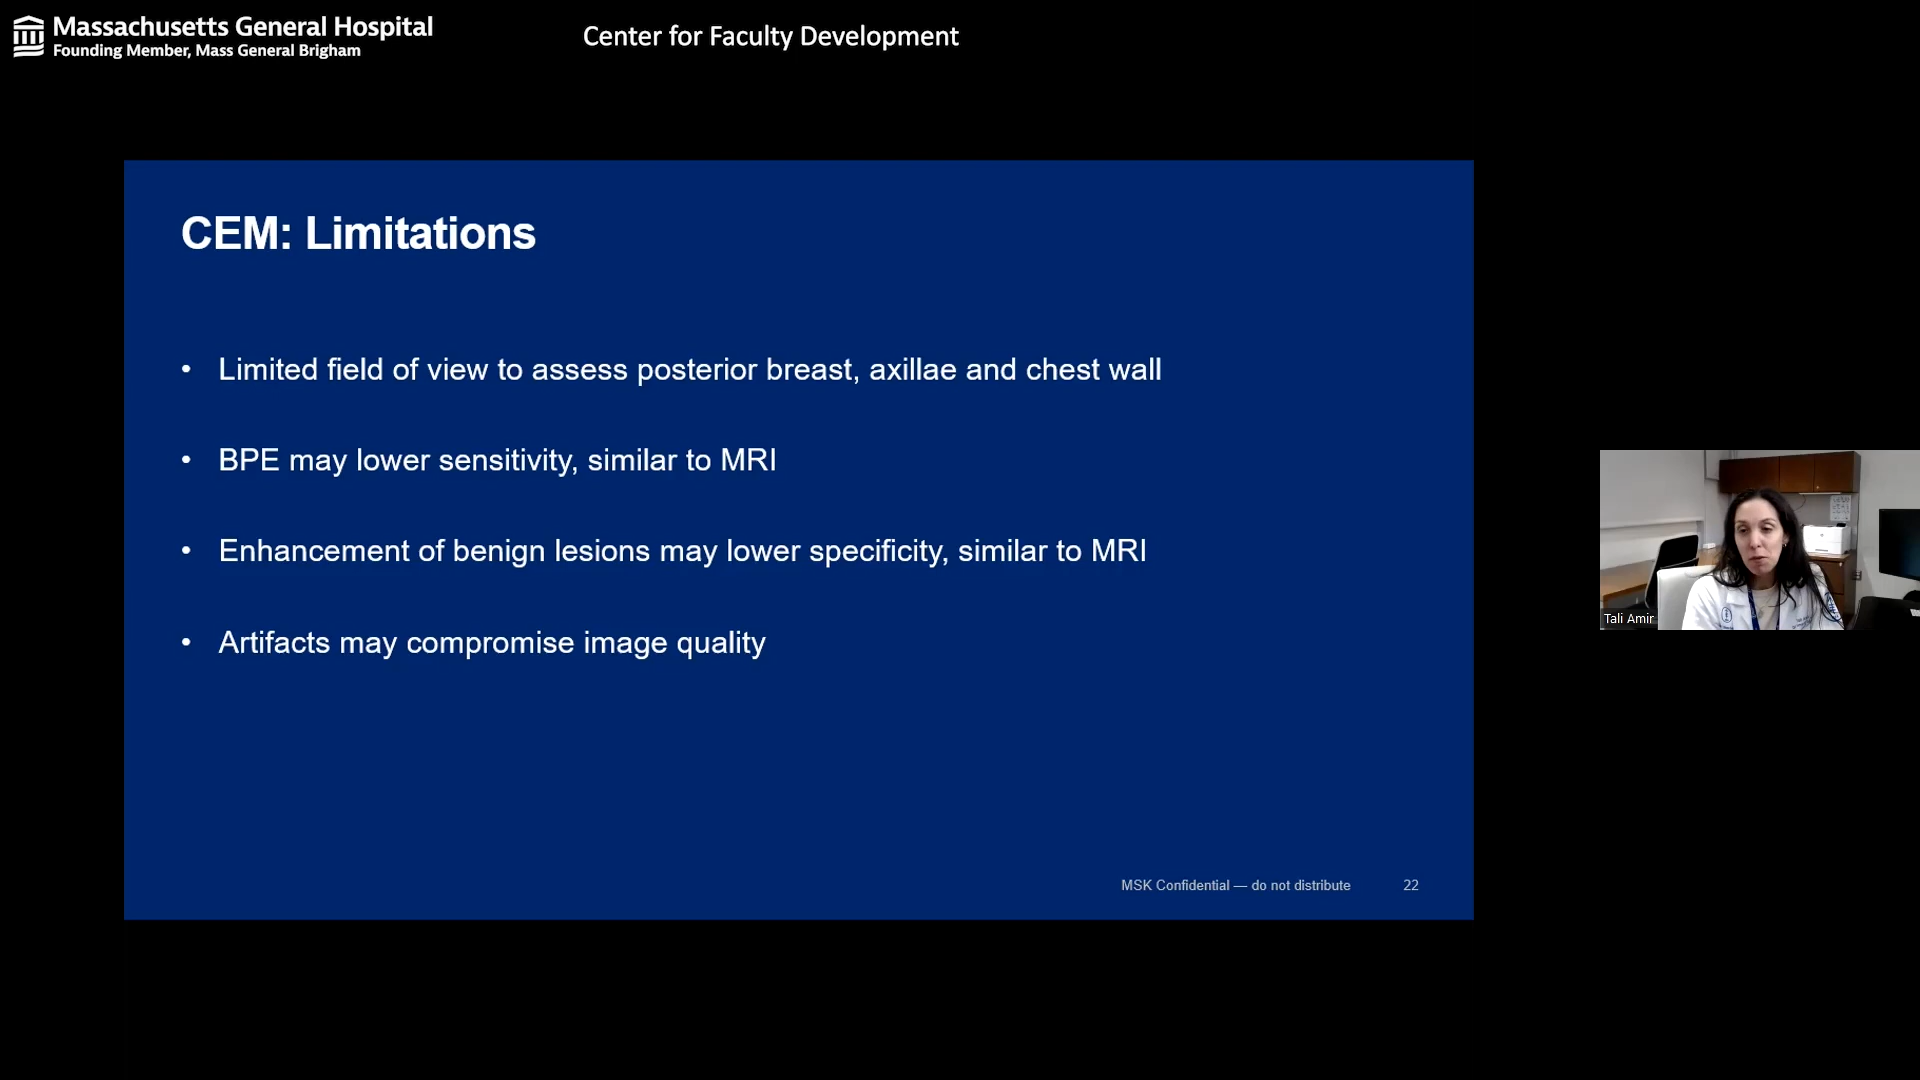 Massachusetts General Hospital
Founding Member, Mass General Brigham
Center for Faculty Development
CEM: Limitations
• Limited field of view to assess posterior breast, axillae and chest wall
• BPE may lower sensitivity, similar to MRI
• Enhancement of benign lesions may lower specificity, similar to MRI
• Artifacts may compromise image quality
MSK Confidential — do not distribute 22
Tali Amir